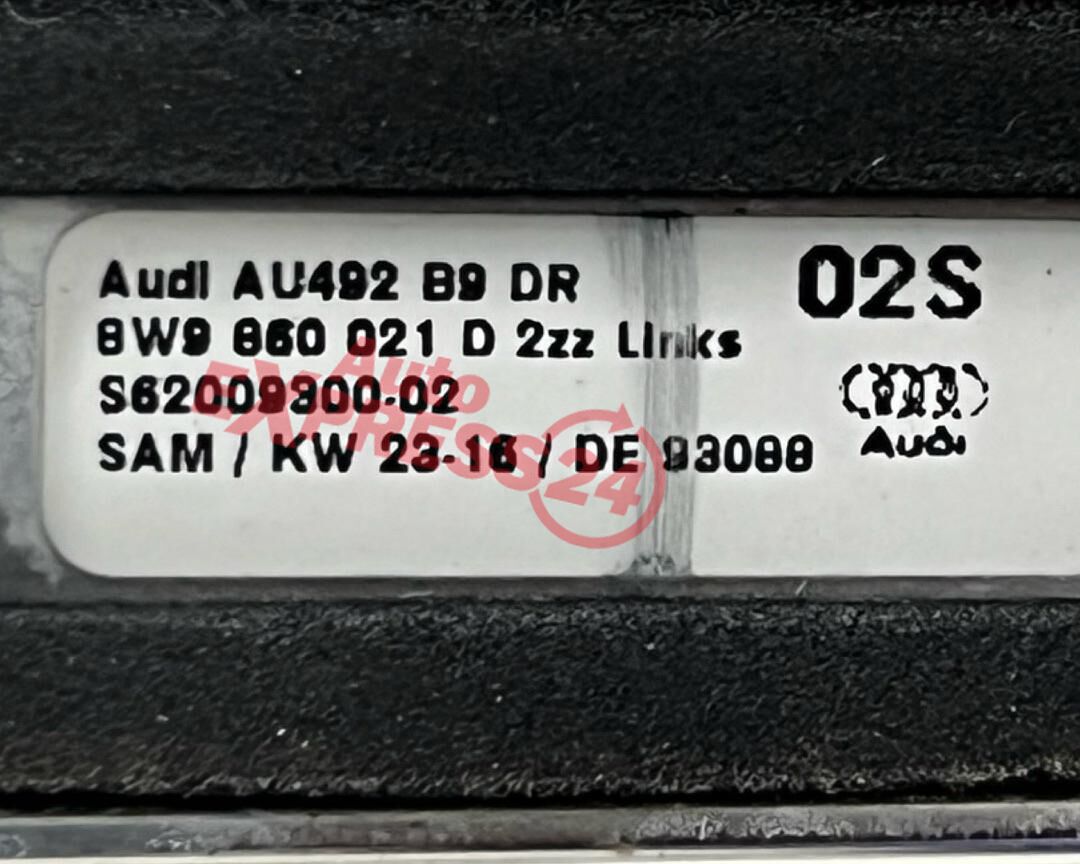 Audi AU492 B9 DR
8W9 860 021 D 2zz Links
S62009300-02
SAM / KW 23-16 / DE 93088
02S
Audi
Auto
EXPRESS24